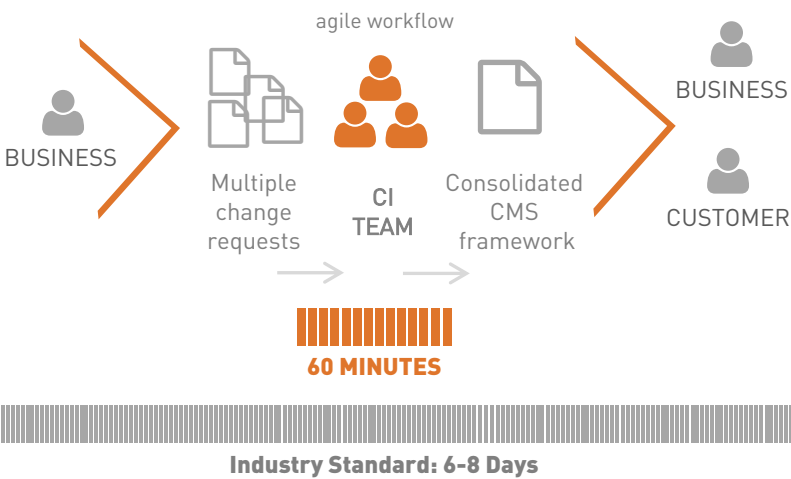 agile workflow
BUSINESS
Multiple
change
requests
CI
TEAM
Consolidated
CMS
framework
BUSINESS
CUSTOMER
60 MINUTES
Industry Standard: 6-8 Days